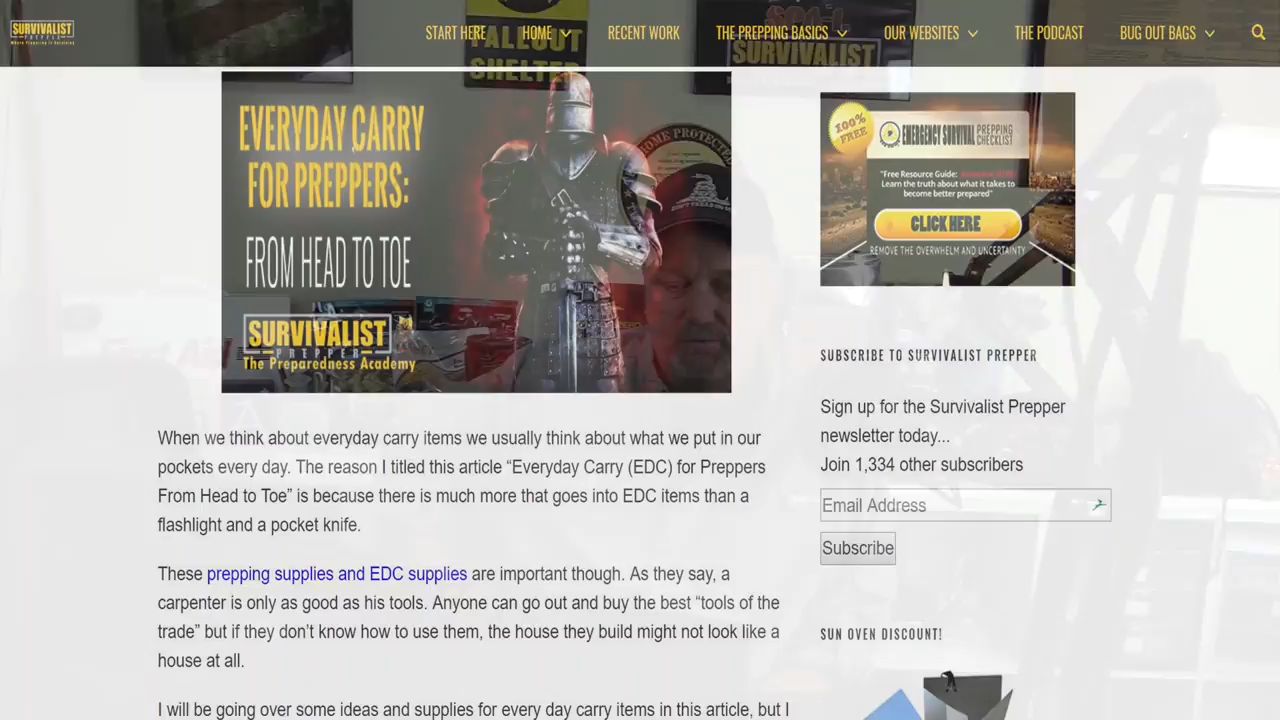 SURVIVALIST
PREPPER
START HERE
HOME
RECENT WORK
THE PREPPING BASICS
OUR WEBSITES
THE PODCAST
BUG OUT BAGS
FALLOUT
SHELTER
SURVIVALIST
EVERYDAY CARRY
FOR PREPPERS:
FROM HEAD TO TOE
SURVIVALIST
PREPPER
The Preparedness Academy
HOME PROTECTED
When we think about everyday carry items we usually think about what we put in our
pockets every day. The reason I titled this article “Everyday Carry (EDC) for Preppers
From Head to Toe” is because there is much more that goes into EDC items than a
flashlight and a pocket knife.
These prepping supplies and EDC supplies are important though. As they say, a
carpenter is only as good as his tools. Anyone can go out and buy the best “tools of the
trade” but if they don’t know how to use them, the house they build might not look like a
house at all.
I will be going over some ideas and supplies for every day carry items in this article, but I
100%
FREE
EMERGENCY SURVIVAL PREPPING
CHECKLIST
"Free Resource Guide:
Learn the truth about what it takes to
become better prepared"
CLICK HERE
REMOVE THE OVERWHELM AND UNCERTAINTY
SUBSCRIBE TO SURVIVALIST PREPPER
Sign up for the Survivalist Prepper
newsletter today...
Join 1,334 other subscribers
Email Address
Subscribe
SUN OVEN DISCOUNT!